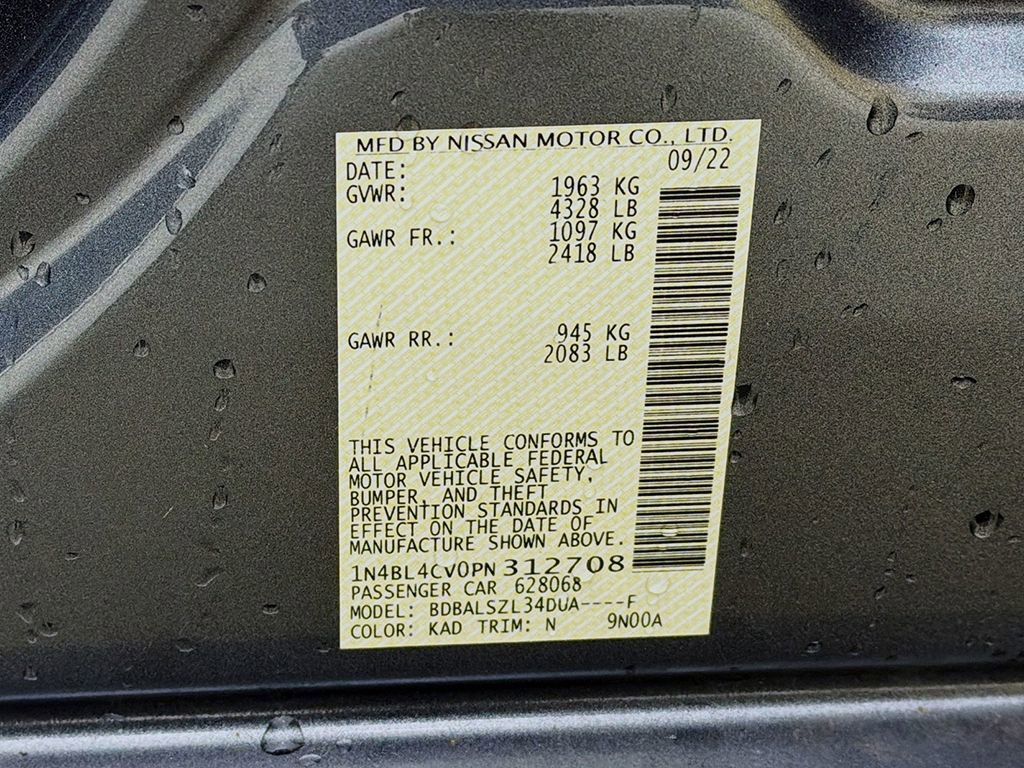 MFD BY NISSAN MOTOR CO., LTD.
DATE: 09/22
GVWR: 1963 KG
4328 LB
GAWR FR.: 1097 KG
2418 LB
GAWR RR.: 945 KG
2083 LB
THIS VEHICLE CONFORMS TO
ALL APPLICABLE FEDERAL
MOTOR VEHICLE SAFETY,
BUMPER, AND THEFT
PREVENTION STANDARDS IN
EFFECT ON THE DATE OF
MANUFACTURE SHOWN ABOVE.
1N4BL4CV0PN312708
PASSENGER CAR 628068
MODEL: BDBALSZL34DUA----F
COLOR: KAD TRIM: N 9N00A